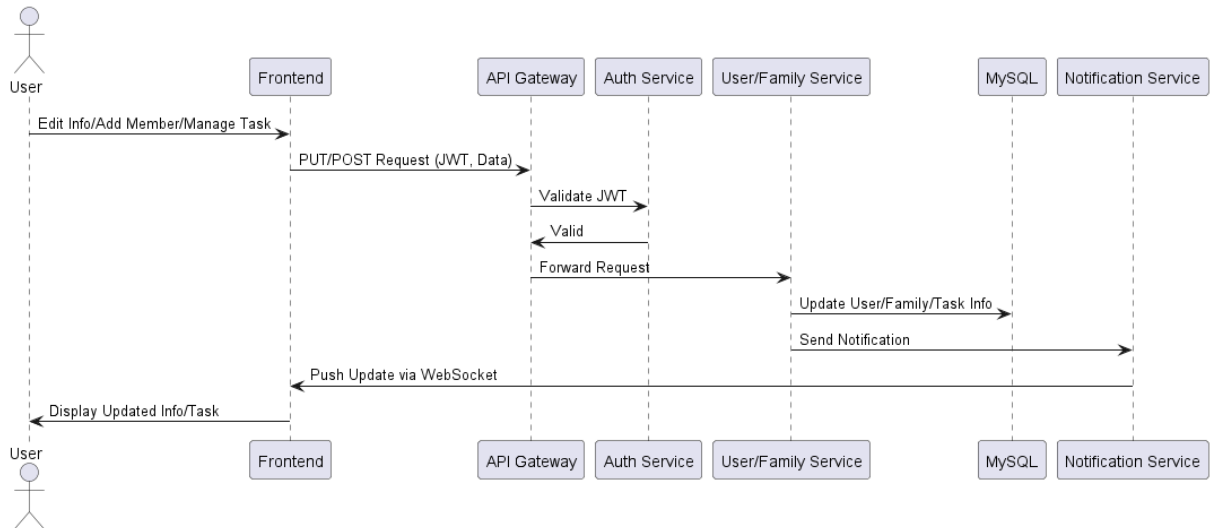 User
Frontend
API Gateway
Auth Service
User/Family Service
MySQL
Notification Service
Edit Info/Add Member/Manage Task
PUT/POST Request (JWT, Data)
Validate JWT
Valid
Forward Request
Update User/Family/Task Info
Send Notification
Push Update via WebSocket
Display Updated Info/Task
User
Frontend
API Gateway
Auth Service
User/Family Service
MySQL
Notification Service